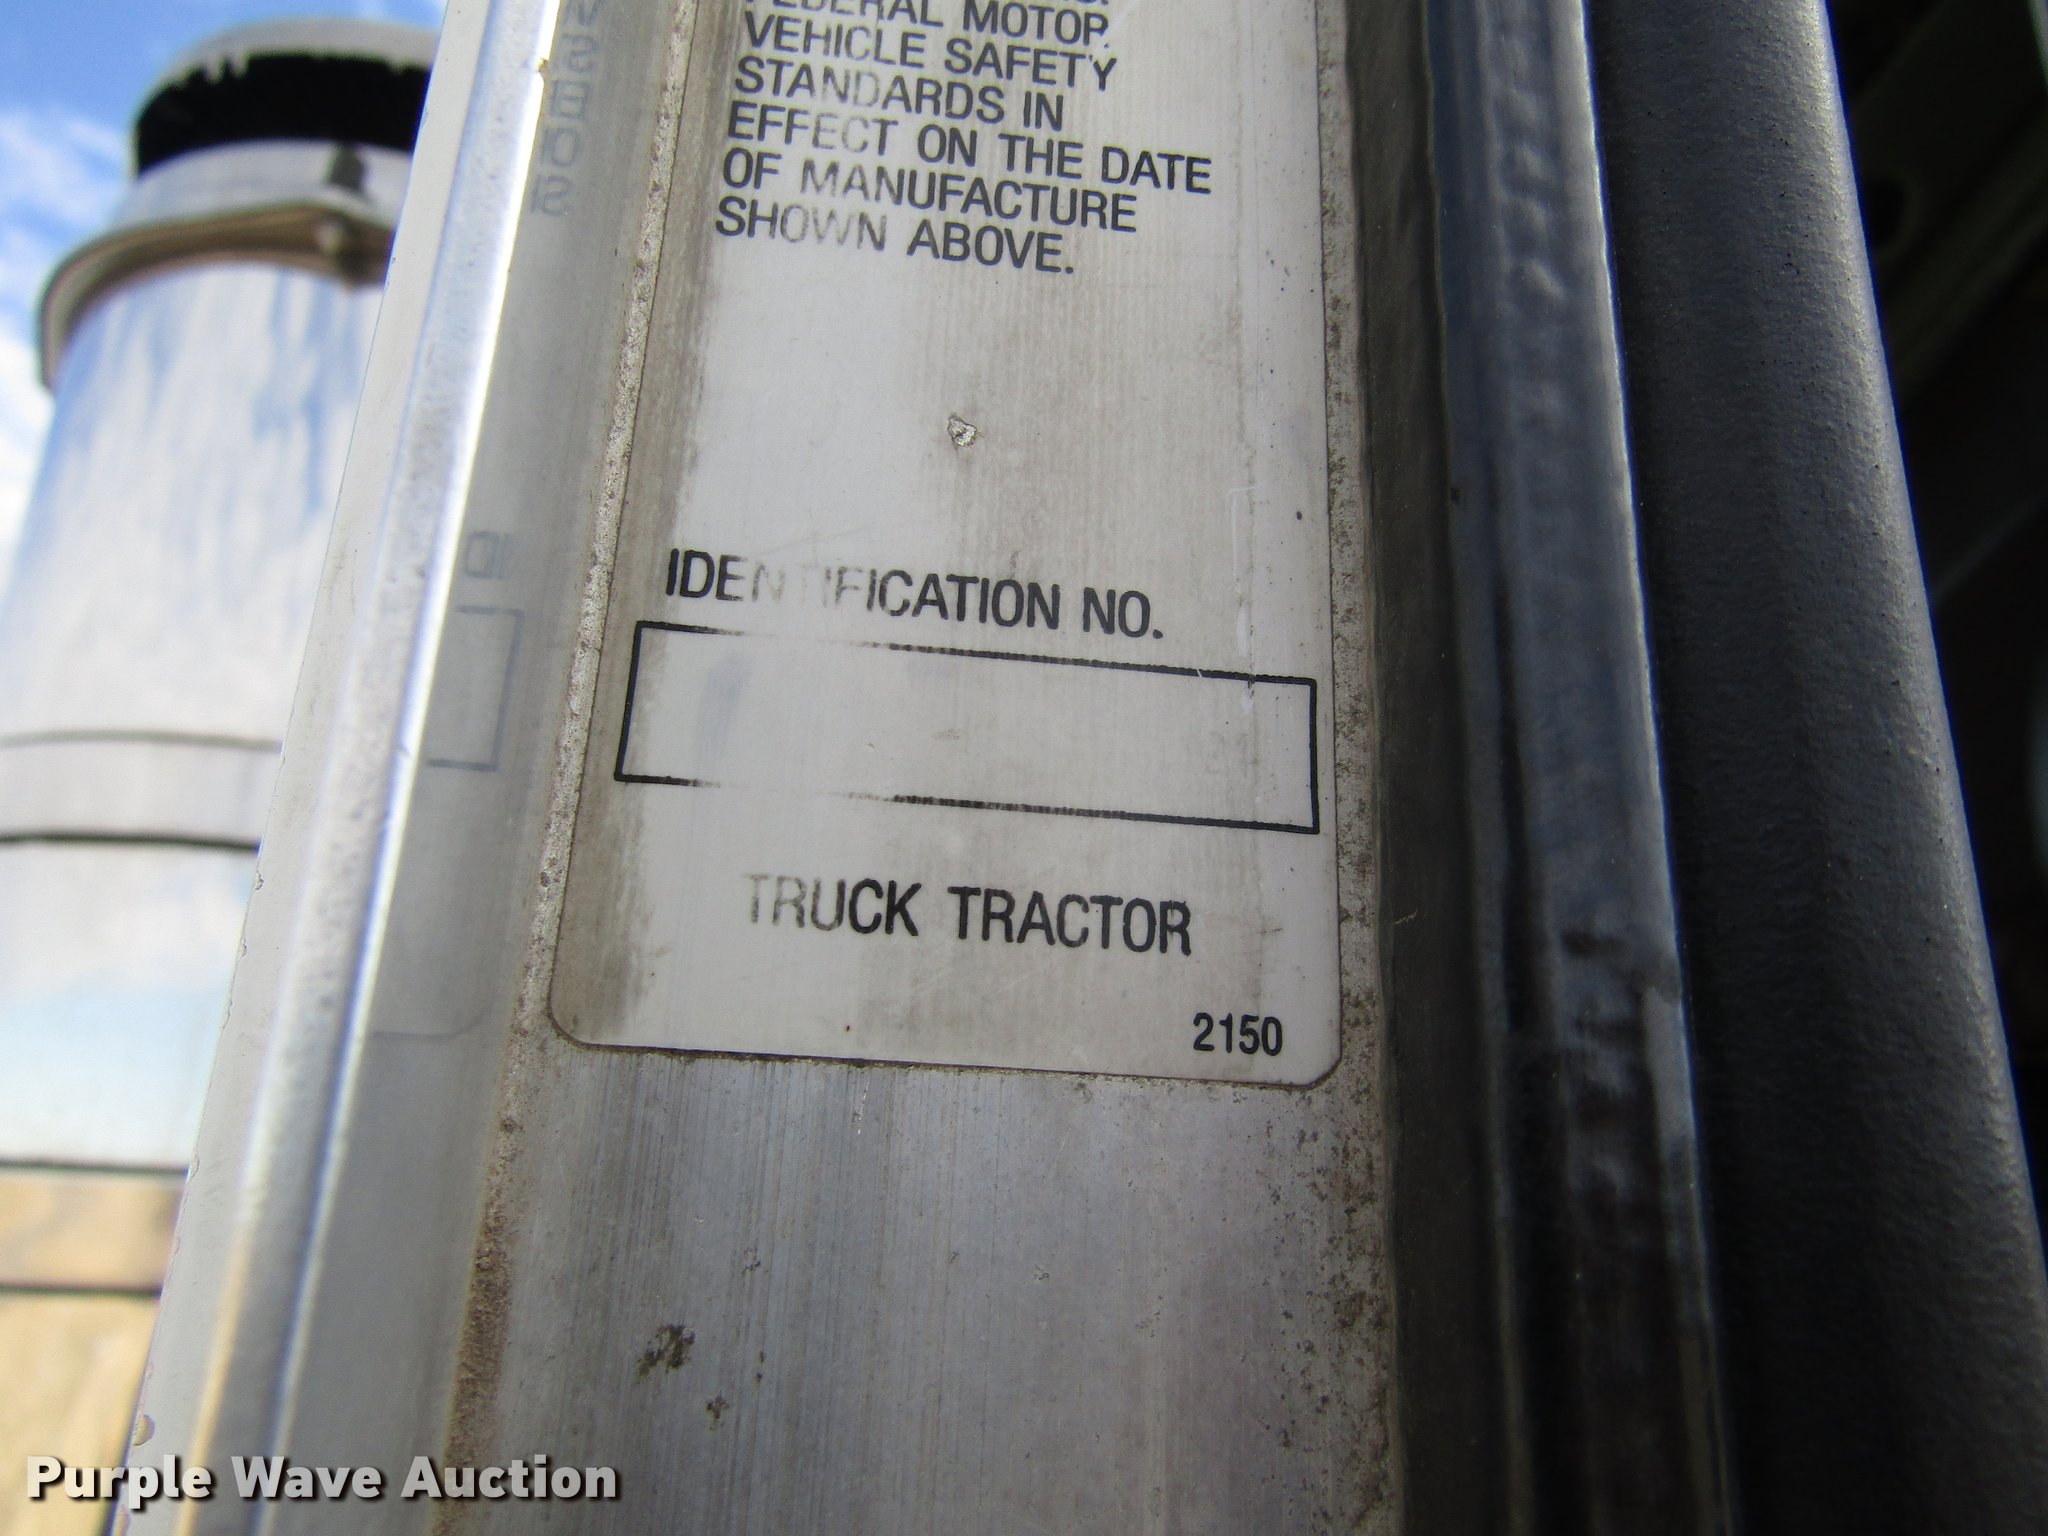 FEDERAL MOTOR
VEHICLE SAFETY
STANDARDS IN
EFFECT ON THE DATE
OF MANUFACTURE
SHOWN ABOVE.
IDENTIFICATION NO.
TRUCK TRACTOR
2150
Purple Wave Auction